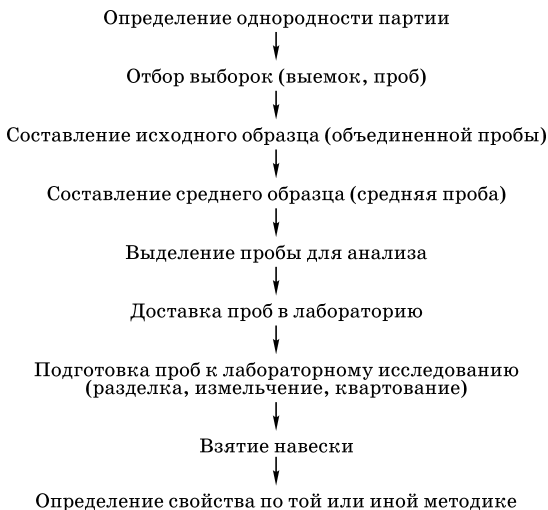 Определение однородности партии
Отбор выборок (выемок, проб)
Составление исходного образца (объединенной пробы)
Составление среднего образца (средняя проба)
Выделение пробы для анализа
Доставка проб в лабораторию
Подготовка проб к лабораторному исследованию
(разделка, измельчение, квартование)
Взятие навески
Определение свойства по той или иной методике